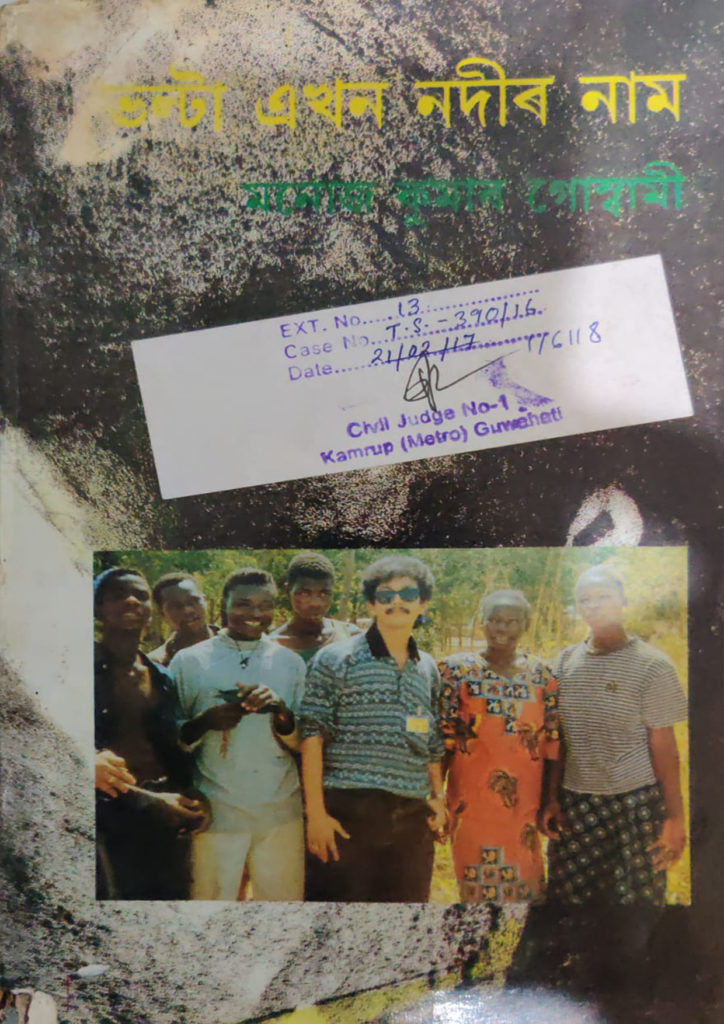 ভল্টা এখন নদীৰ নাম
মনোজ কুমাৰ গোস্বামী
EXT. No.....13..............
Case No...T.S.-390/16
Date......21/02/17
Civil Judge No-1
Kamrup (Metro) Guwahati